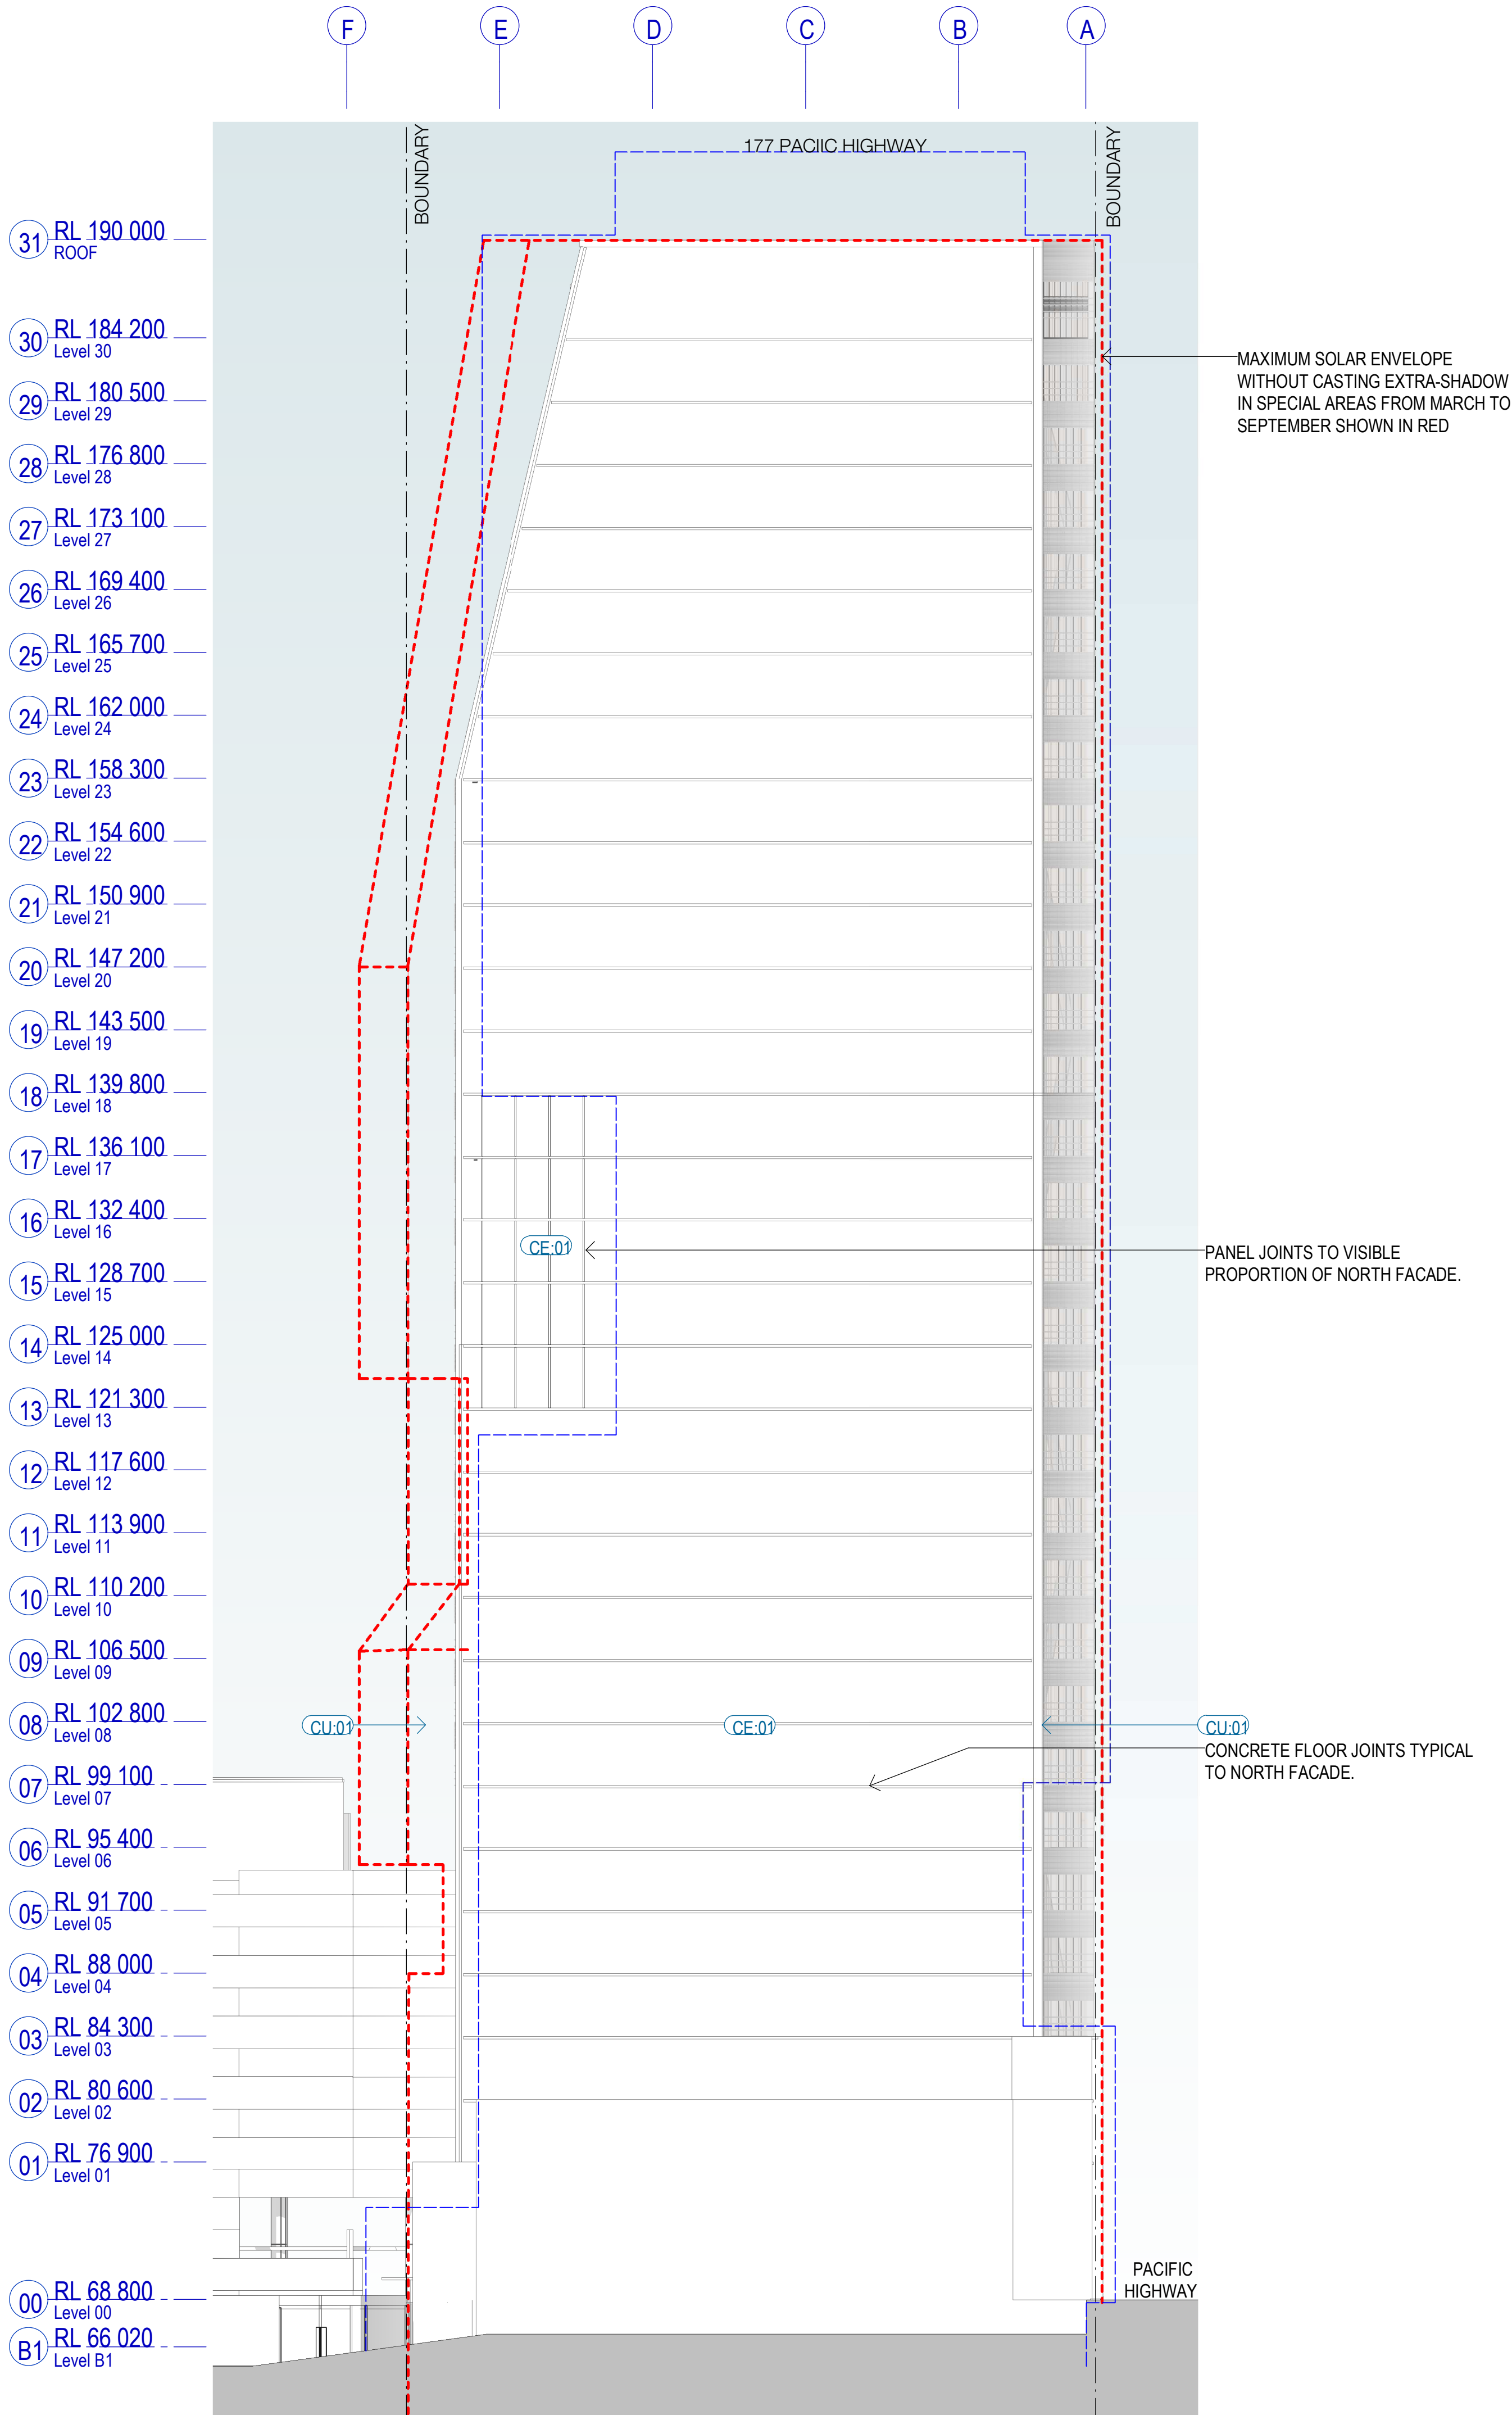 F E D C B A
BOUNDARY
177 PACIIC HIGHWAY
BOUNDARY
31 RL 190 000
ROOF
30 RL 184 200
Level 30
MAXIMUM SOLAR ENVELOPE
WITHOUT CASTING EXTRA-SHADOW
IN SPECIAL AREAS FROM MARCH TO
SEPTEMBER SHOWN IN RED
29 RL 180 500
Level 29
28 RL 176 800
Level 28
27 RL 173 100
Level 27
26 RL 169 400
Level 26
25 RL 165 700
Level 25
24 RL 162 000
Level 24
23 RL 158 300
Level 23
22 RL 154 600
Level 22
21 RL 150 900
Level 21
20 RL 147 200
Level 20
19 RL 143 500
Level 19
18 RL 139 800
Level 18
17 RL 136 100
Level 17
16 RL 132 400
Level 16
CE:01
PANEL JOINTS TO VISIBLE
PROPORTION OF NORTH FACADE.
15 RL 128 700
Level 15
14 RL 125 000
Level 14
13 RL 121 300
Level 13
12 RL 117 600
Level 12
11 RL 113 900
Level 11
10 RL 110 200
Level 10
09 RL 106 500
Level 09
08 RL 102 800
Level 08
CU:01 CE:01 CU:01
CONCRETE FLOOR JOINTS TYPICAL
TO NORTH FACADE.
07 RL 99 100
Level 07
06 RL 95 400
Level 06
05 RL 91 700
Level 05
04 RL 88 000
Level 04
03 RL 84 300
Level 03
02 RL 80 600
Level 02
01 RL 76 900
Level 01
PACIFIC
HIGHWAY
00 RL 68 800
Level 00
B1 RL 66 020
Level B1